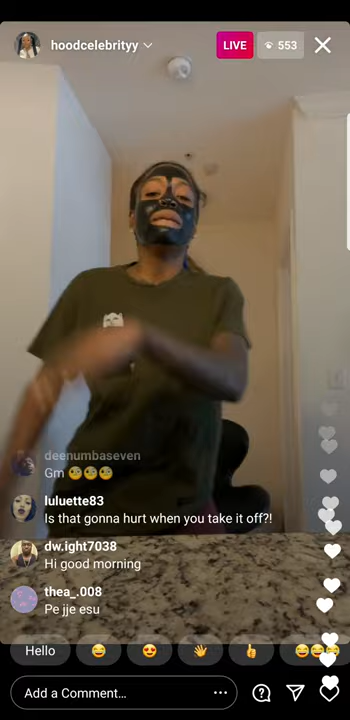 hoodcelebrityy
LIVE
553
deenumbaseven
Gm 🧐🧐🧐
luluette83
Is that gonna hurt when you take it off?!
dw.ight7038
Hi good morning
thea_.008
Pe jje esu
Hello
Add a Comment...